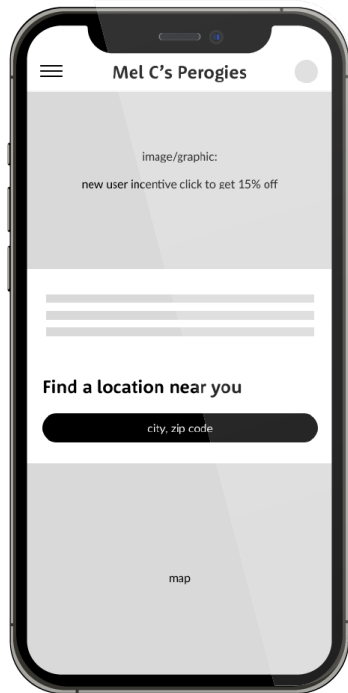 Mel C's Perogies
image/graphic:
new user incentive click to get 15% off
Find a location near you
city, zip code
map